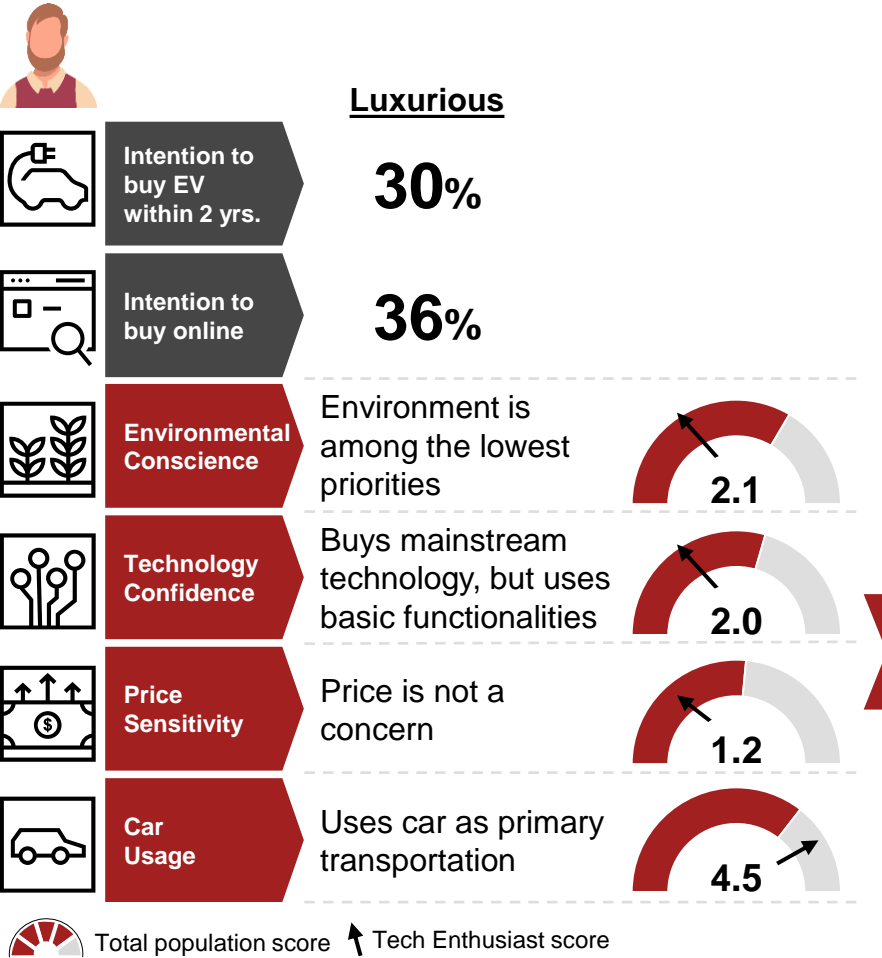 Luxurious
Intention to
buy EV
within 2 yrs.
30%
Intention to
buy online
36%
Environmental
Conscience
Environment is
among the lowest
priorities
2.1
Technology
Confidence
Buys mainstream
technology, but uses
basic functionalities
2.0
Price
Sensitivity
$
Price is not a
concern
1.2
Car
Usage
Uses car as primary
transportation
4.5
Total population score
Tech Enthusiast score